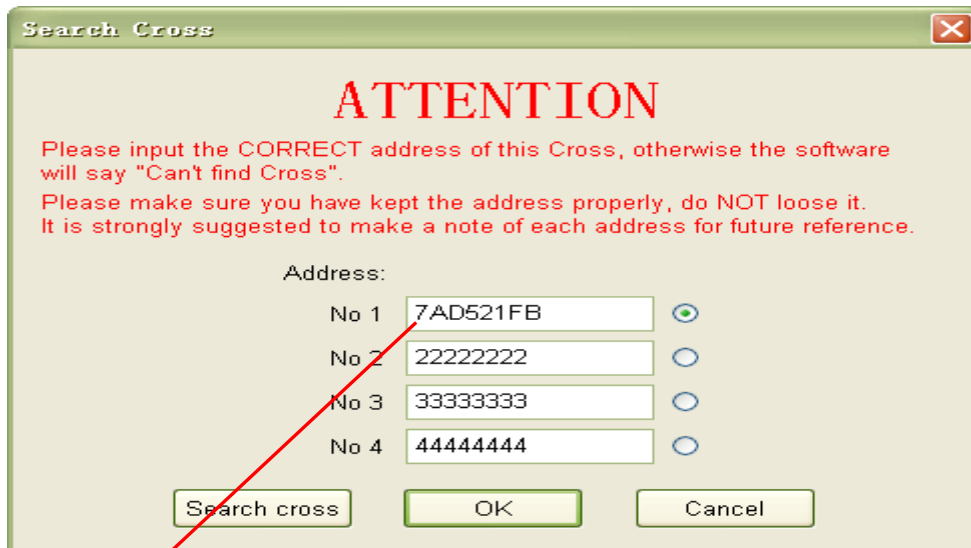 Search Cross
ATTENTION
Please input the CORRECT address of this Cross, otherwise the software
will say "Can't find Cross".
Please make sure you have kept the address properly, do NOT loose it.
It is strongly suggested to make a note of each address for future reference.
Address:
No 1 7AD521FB
No 2 22222222
No 3 33333333
No 4 44444444
Search cross OK Cancel